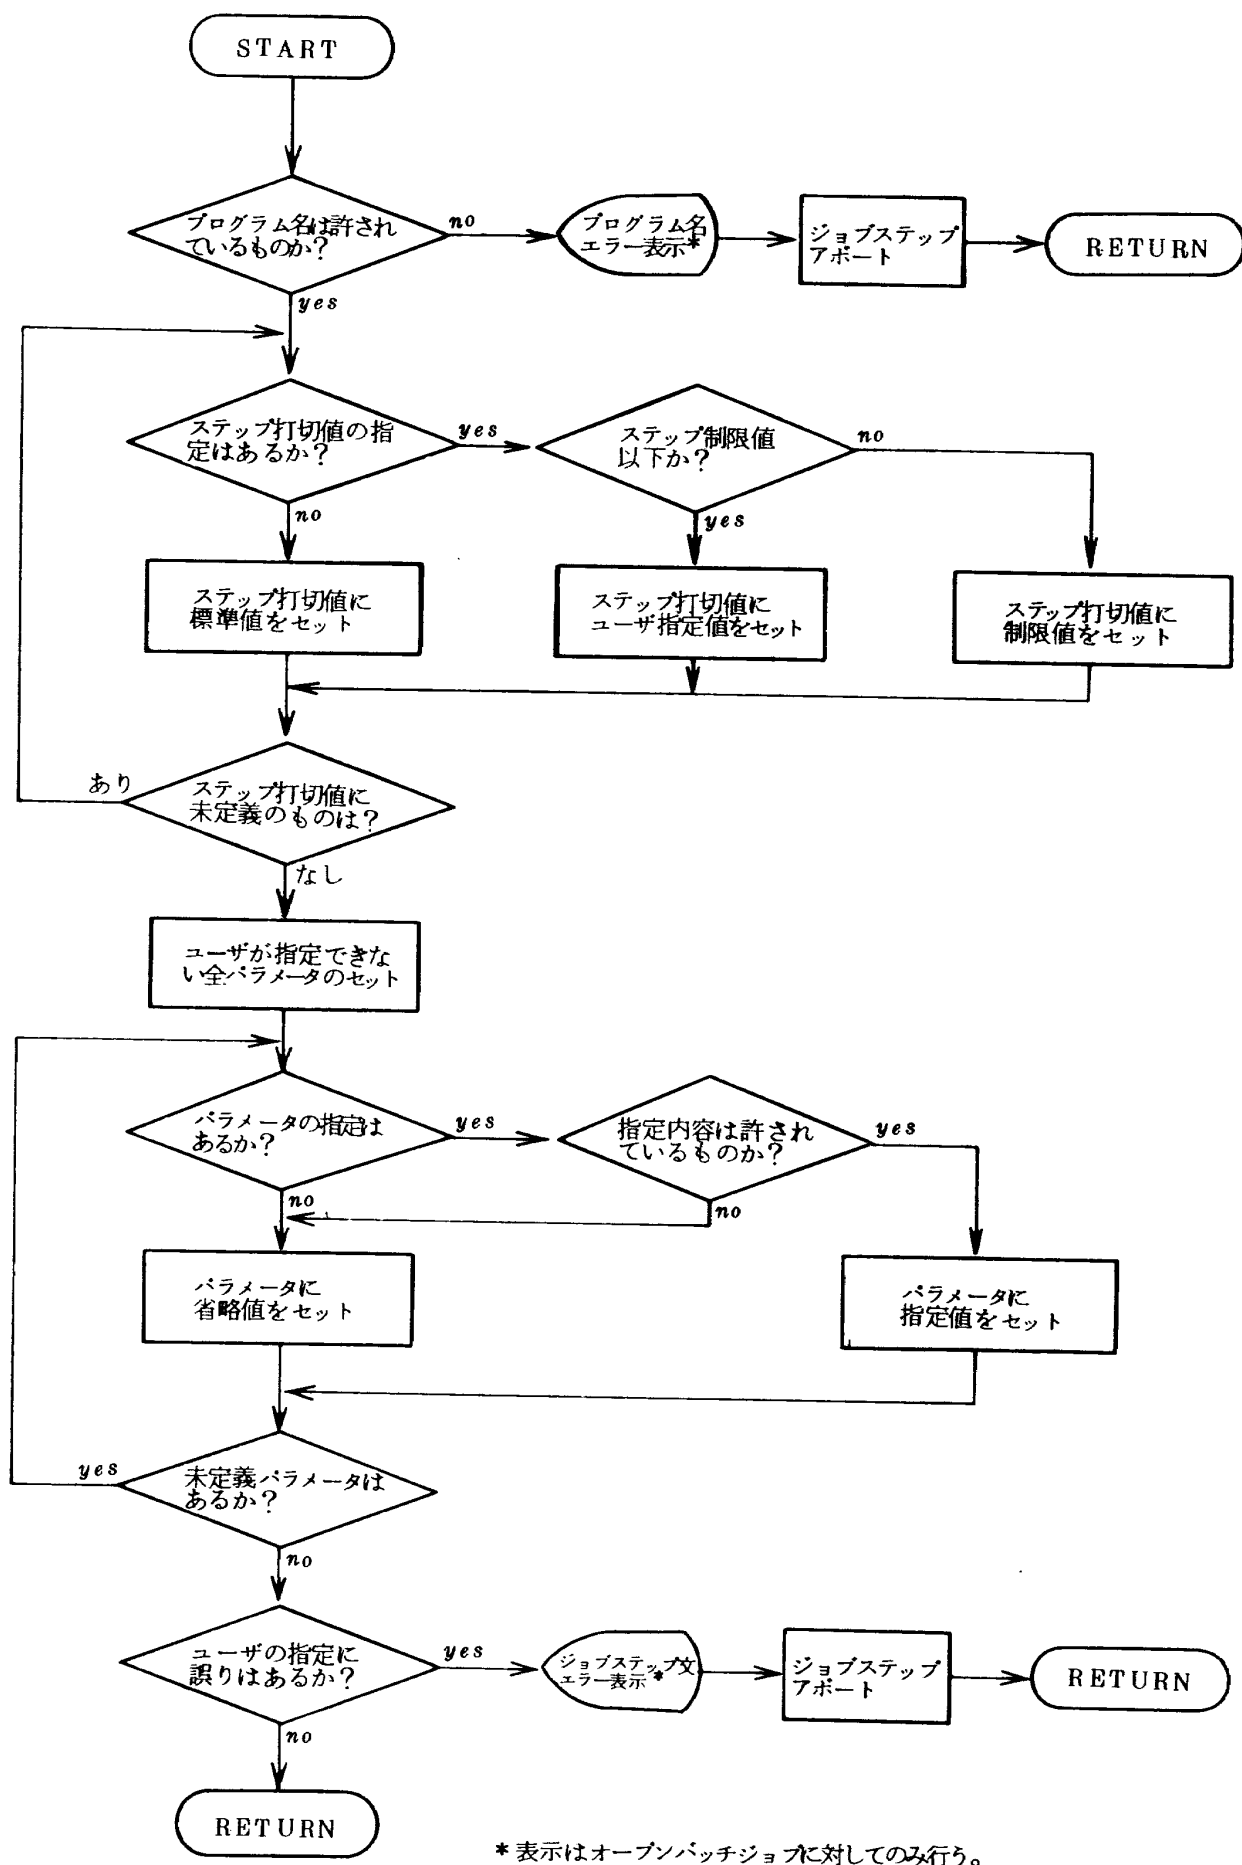 START
プログラム名は許され
ているものか？
no
プログラム名
エラー表示*
ジョブステップ
アボート
RETURN
yes
ステップ打切値の指
定はあるか？
yes
ステップ制限値
以下か？
no
no
yes
ステップ打切値に
標準値をセット
ステップ打切値に
ユーザ指定値をセット
ステップ打切値に
制限値をセット
あり
ステップ打切値に
未定義のものは？
なし
ユーザが指定できな
い全パラメータのセット
パラメータの指定は
あるか？
yes
指定内容は許され
ているものか？
yes
no
no
パラメータに
省略値をセット
パラメータに
指定値をセット
yes
未定義パラメータは
あるか？
no
ユーザの指定に
誤りはあるか？
yes
ジョブステップ文
エラー表示*
ジョブステップ
アボート
RETURN
no
RETURN
*表示はオープンバッチジョブに対してのみ行う。